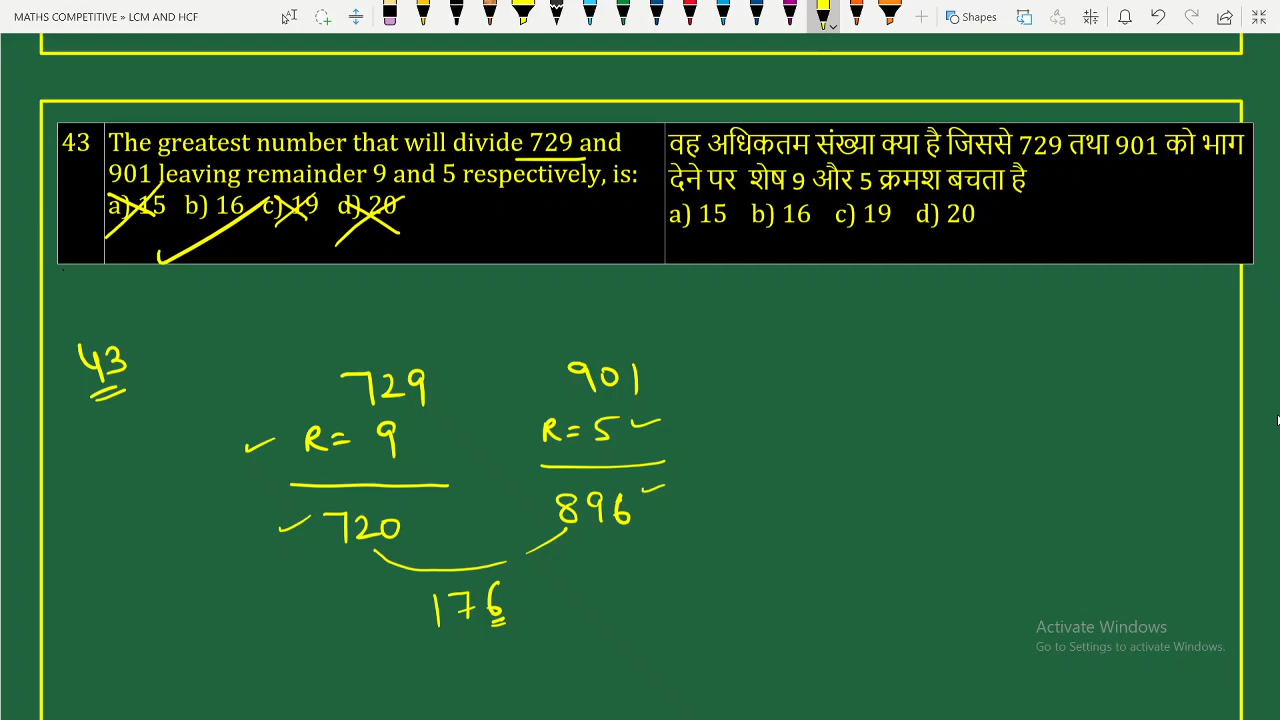 MATHS COMPETITIVE » LCM AND HCF
Shapes
43
The greatest number that will divide 729 and
901 leaving remainder 9 and 5 respectively, is:
a) 15 b) 16 c) 19 d) 20
वह अधिकतम संख्या क्या है जिससे 729 तथा 901 को भाग
देने पर शेष 9 और 5 क्रमश बचता है
a) 15 b) 16 c) 19 d) 20
43
729 901
R = 9 R = 5
720 896
176
Activate Windows
Go to Settings to activate Windows.